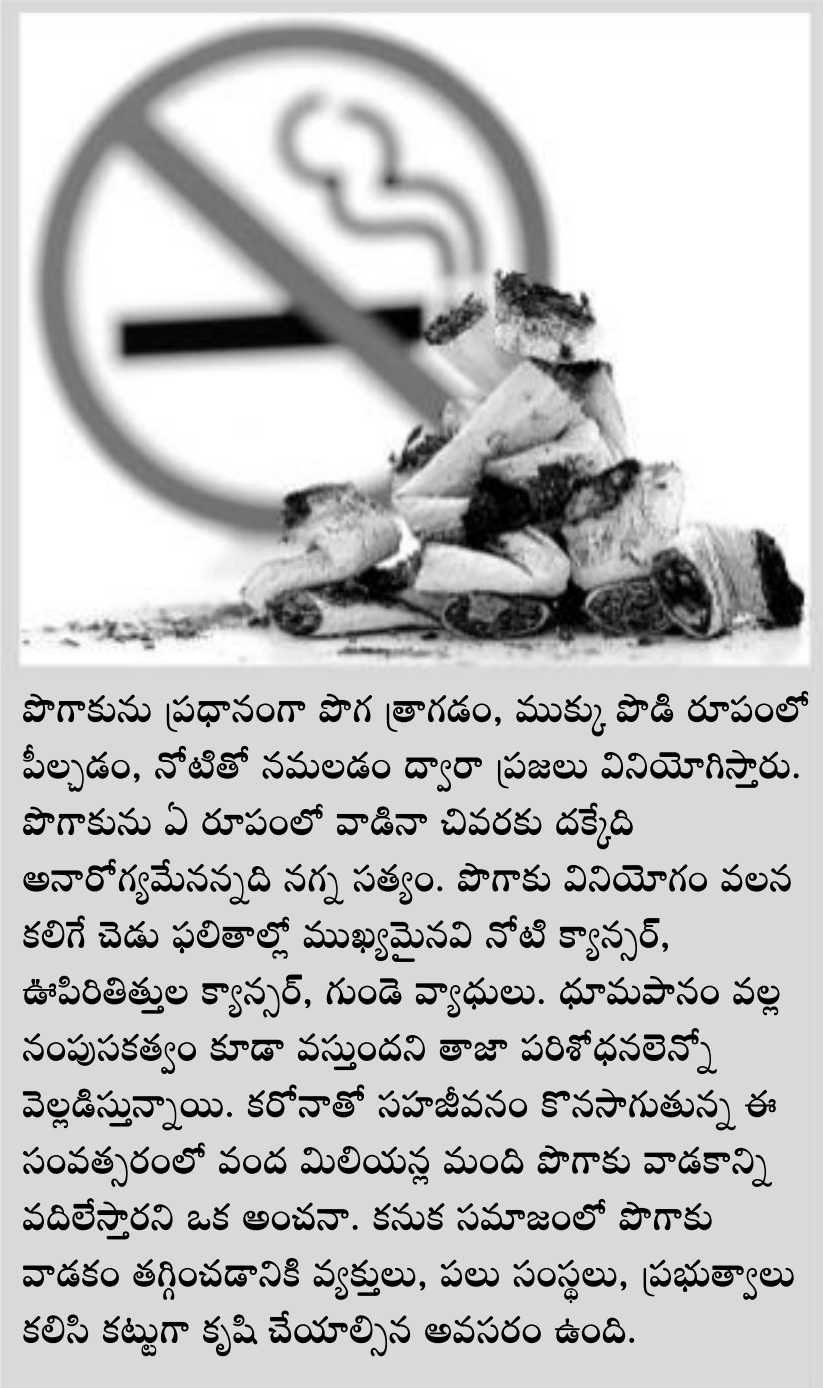 పొగాకును ప్రధానంగా పొగ త్రాగడం, ముక్కు పొడి రూపంలో
పీల్చడం, నోటితో నమలడం ద్వారా ప్రజలు వినియోగిస్తారు.
పొగాకును ఏ రూపంలో వాడినా చివరకు దక్కేది
అనారోగ్యమేనన్నది నగ్న సత్యం. పొగాకు వినియోగం వలన
కలిగే చెడు ఫలితాల్లో ముఖ్యమైనవి నోటి క్యాన్సర్,
ఊపిరితిత్తుల క్యాన్సర్, గుండె వ్యాధులు. ధూమపానం వల్ల
నంపుసకత్వం కూడా వస్తుందని తాజా పరిశోధనలెన్నో
వెల్లడిస్తున్నాయి. కరోనాతో సహజీవనం కొనసాగుతున్న ఈ
సంవత్సరంలో వంద మిలియన్ల మంది పొగాకు వాడకాన్ని
వదిలేస్తారని ఒక అంచనా. కనుక సమాజంలో పొగాకు
వాడకం తగ్గించడానికి వ్యక్తులు, పలు సంస్థలు, ప్రభుత్వాలు
కలిసి కట్టుగా కృషి చేయాల్సిన అవసరం ఉంది.